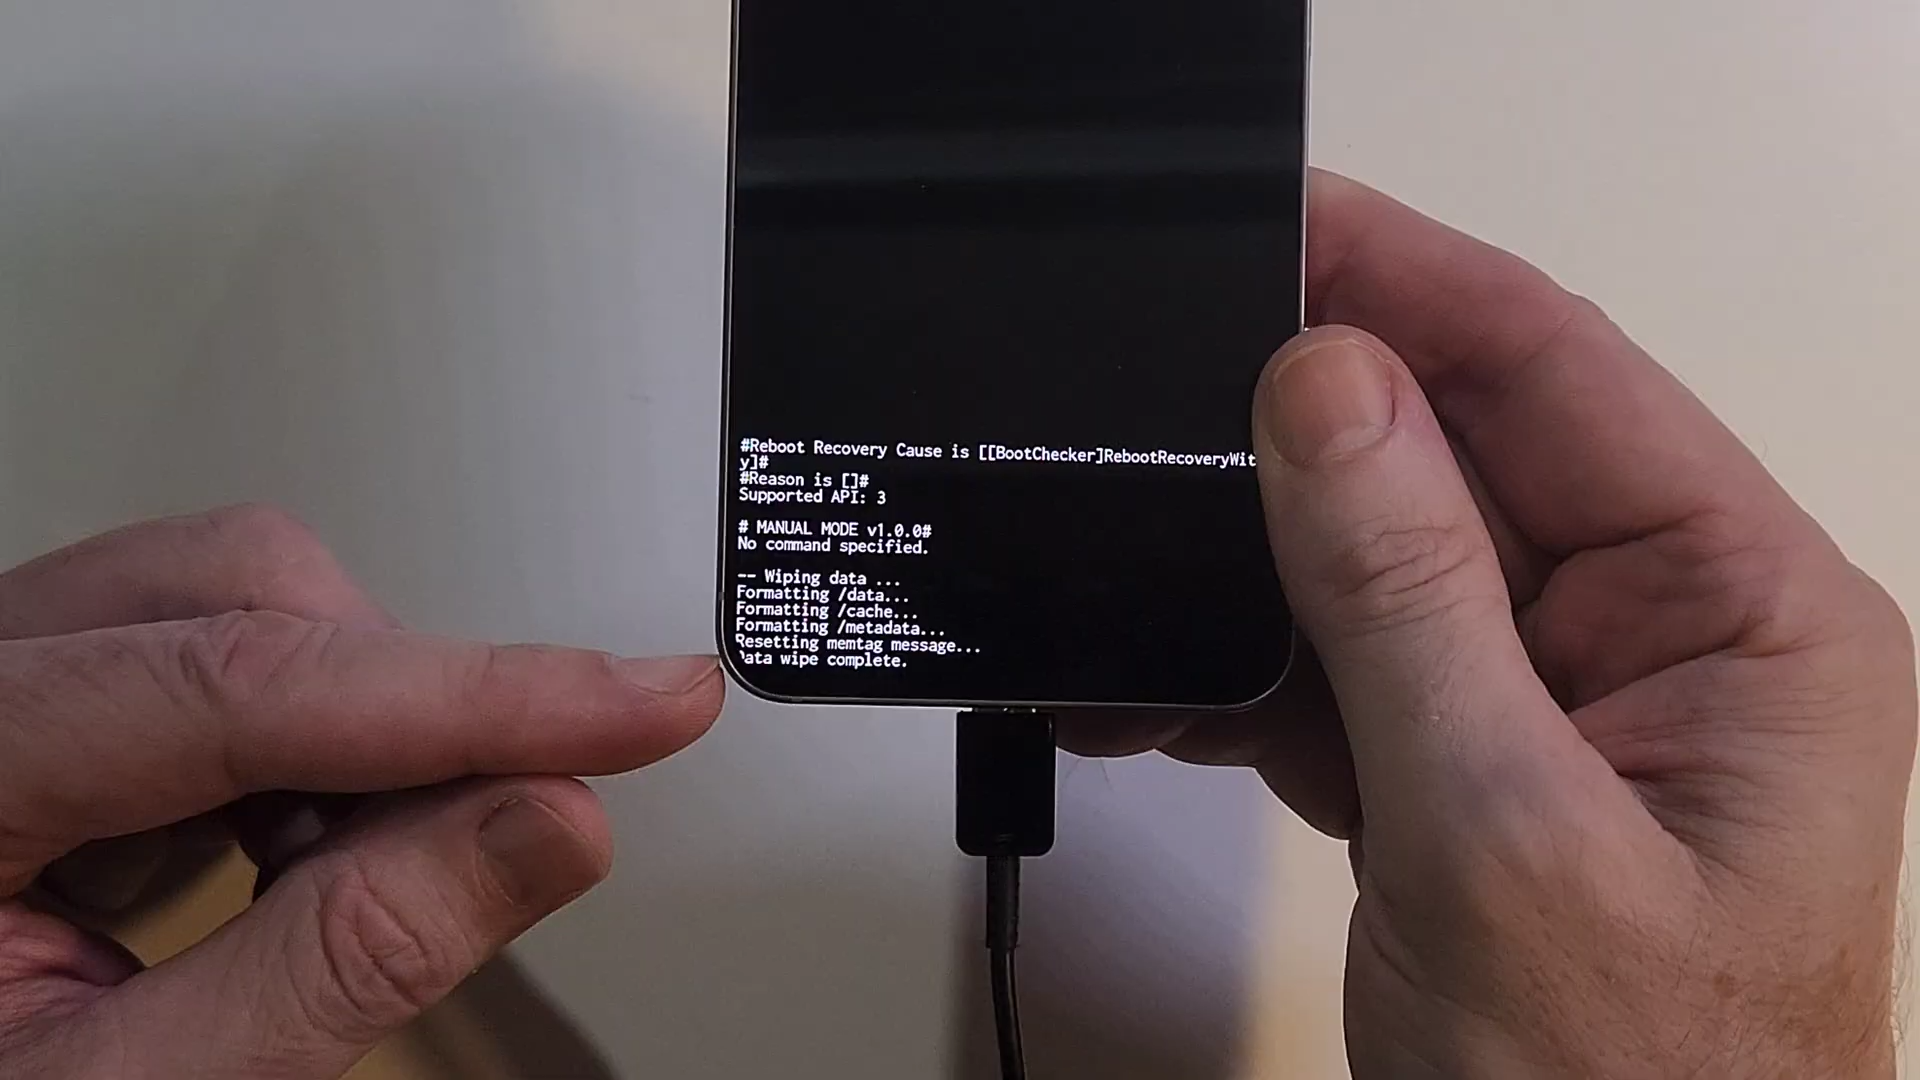 #Reboot Recovery Cause is [[BootChecker]RebootRecoveryWit
y]#
#Reason is []#
Supported API: 3
# MANUAL MODE v1.0.0#
No command specified.
-- Wiping data ...
Formatting /data...
Formatting /cache...
Formatting /metadata...
Resetting memtag message...
Data wipe complete.